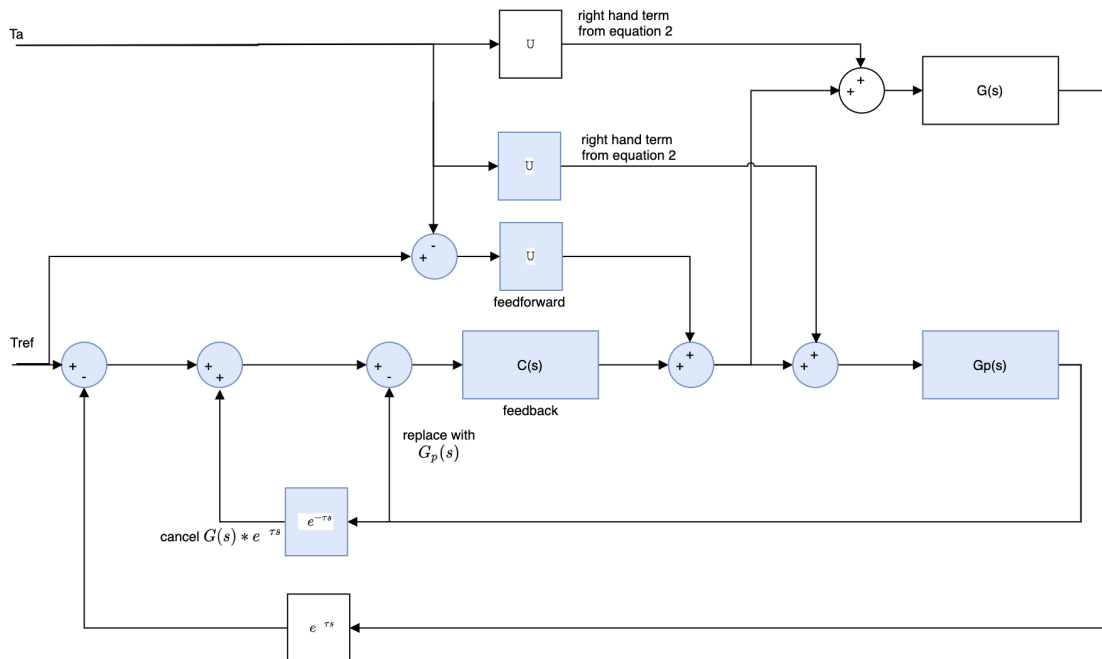 Ta
right hand term
from equation 2
U
+
+
G(s)
right hand term
from equation 2
U
-
+
U
feedforward
Tref
+
-
+
+
+
-
C(s)
feedback
+
+
+
+
Gp(s)
replace with
G_p(s)
e^{-τs}
cancel G(s) * e^{ τs}
e^{ τs}